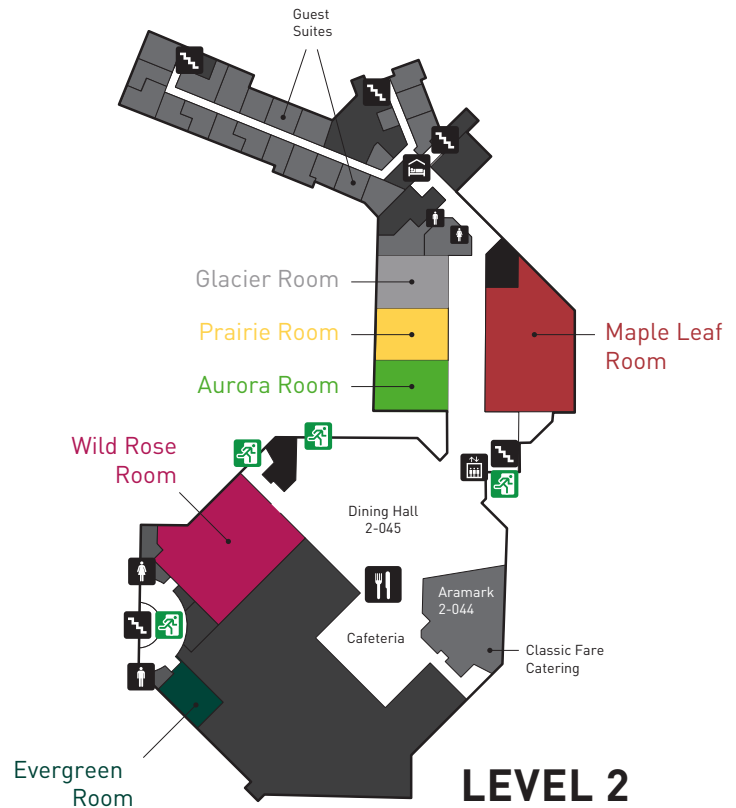 Guest
Suites
Glacier Room
Prairie Room
Maple Leaf
Room
Aurora Room
Wild Rose
Room
Dining Hall
2-045
Aramark
2-044
Cafeteria
Classic Fare
Catering
Evergreen
Room
LEVEL 2